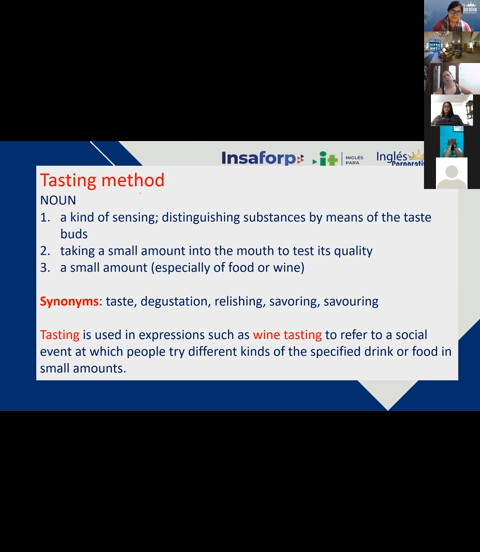 Insaforp
it INGLÉS
PARA
Inglés
Corporativo
Tasting method
NOUN
1. a kind of sensing; distinguishing substances by means of the taste
buds
2. taking a small amount into the mouth to test its quality
3. a small amount (especially of food or wine)
Synonyms: taste, degustation, relishing, savoring, savouring
Tasting is used in expressions such as wine tasting to refer to a social
event at which people try different kinds of the specified drink or food in
small amounts.